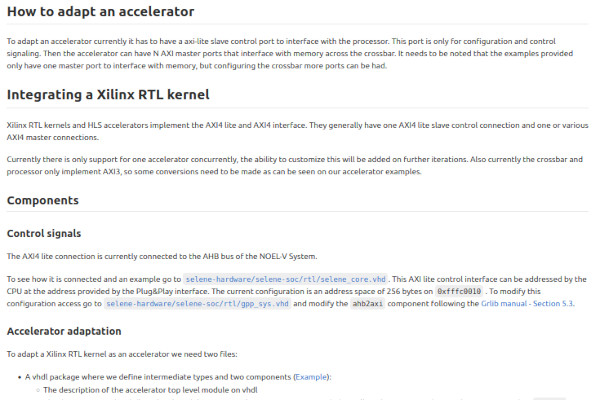 How to adapt an accelerator
To adapt an accelerator currently it has to have a axi-lite slave control port to interface with the processor. This port is only for configuration and control
signaling. Then the accelerator can have N AXI master ports that interface with memory across the crossbar. It needs to be noted that the examples provided
only have one master port to interface with memory, but configuring the crossbar more ports can be had.
Integrating a Xilinx RTL kernel
Xilinx RTL kernels and HLS accelerators implement the AXI4 lite and AXI4 interface. They generally have one AXI4 lite slave control connection and one or various
AXI4 master connections.
Currently there is only support for one accelerator concurrently, the ability to customize this will be added on further iterations. Also currently the crossbar and
processor only implement AXI3, so some conversions need to be made as can be seen on our accelerator examples.
Components
Control signals
The AXI4 lite connection is currently connected to the AHB bus of the NOEL-V System.
To see how it is connected and an example go to selene-hardware/selene-soc/rtl/selene_core.vhd . This AXI lite control interface can be addressed by the
CPU at the address provided by the Plug&Play interface. The current configuration is an address space of 256 bytes on 0xfffc0010 . To modify this
configuration access go to selene-hardware/selene-soc/rtl/gpp_sys.vhd and modify the ahb2axi component following the Grlib manual - Section 5.3.
Accelerator adaptation
To adapt a Xilinx RTL kernel as an accelerator we need two files:
• A vhdl package where we define intermediate types and two components (Example):
◦ The description of the accelerator top level module on vhdl